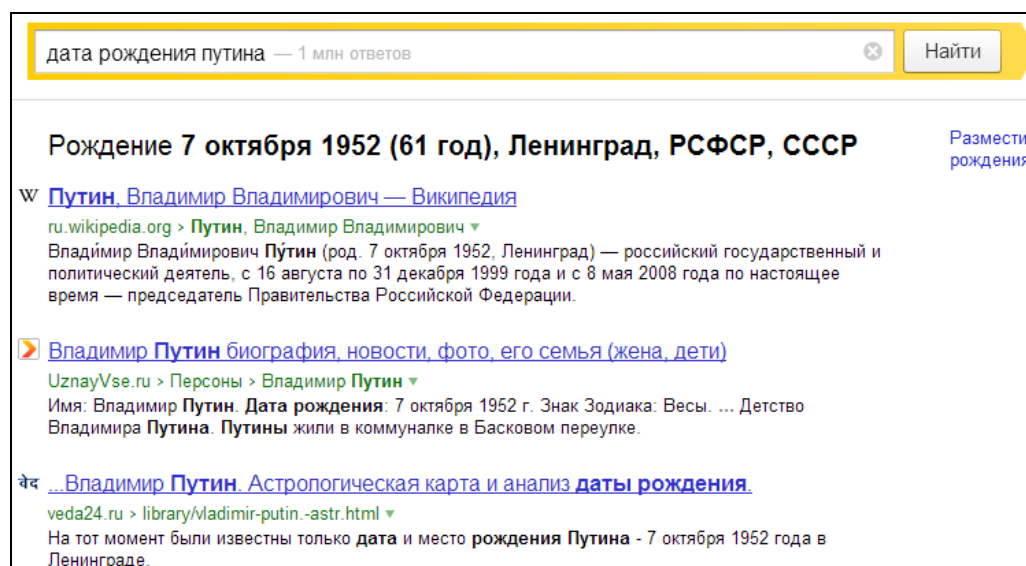 дата рождения путина — 1 млн ответов
Найти
Рождение 7 октября 1952 (61 год), Ленинград, РСФСР, СССР
Размести
рождения
W Путин, Владимир Владимирович — Википедия
ru.wikipedia.org > Путин, Владимир Владимирович
Влади́мир Влади́мирович Пу́тин (род. 7 октября 1952, Ленинград) — российский государственный и
политический деятель, с 16 августа по 31 декабря 1999 года и с 8 мая 2008 года по настоящее
время — председатель Правительства Российской Федерации.
Владимир Путин биография, новости, фото, его семья (жена, дети)
UznayVse.ru > Персоны > Владимир Путин
Имя: Владимир Путин. Дата рождения: 7 октября 1952 г. Знак Зодиака: Весы. ... Детство
Владимира Путина. Путины жили в коммуналке в Басковом переулке.
वेद ...Владимир Путин. Астрологическая карта и анализ даты рождения.
veda24.ru > library/vladimir-putin.-astr.html
На тот момент были известны только дата и место рождения Путина - 7 октября 1952 года в
Ленинграде.